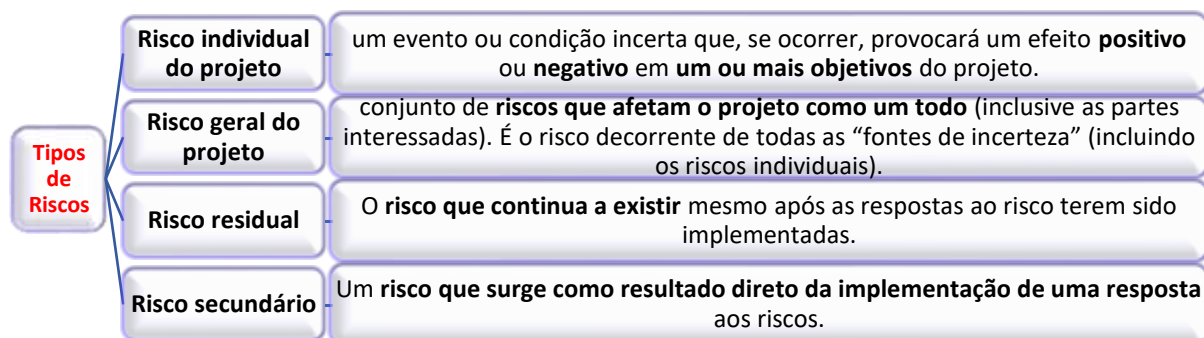 Tipos
de
Riscos
Risco individual
do projeto
um evento ou condição incerta que, se ocorrer, provocará um efeito positivo
ou negativo em um ou mais objetivos do projeto.
Risco geral do
projeto
conjunto de riscos que afetam o projeto como um todo (inclusive as partes
interessadas). É o risco decorrente de todas as “fontes de incerteza” (incluindo
os riscos individuais).
Risco residual
O risco que continua a existir mesmo após as respostas ao risco terem sido
implementadas.
Risco secundário
Um risco que surge como resultado direto da implementação de uma resposta
aos riscos.